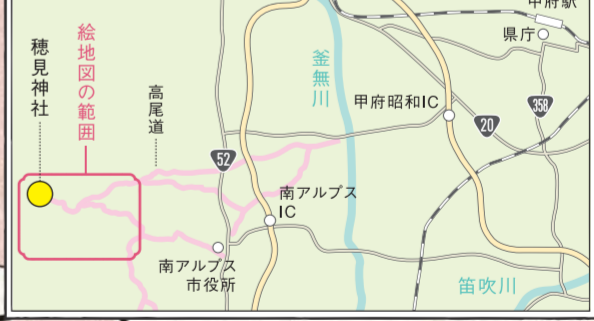 甲府駅
県庁
穂見神社
絵地図の範囲
高尾道
釜無川
甲府昭和IC
358
20
52
南アルプス
IC
南アルプス
市役所
笛吹川